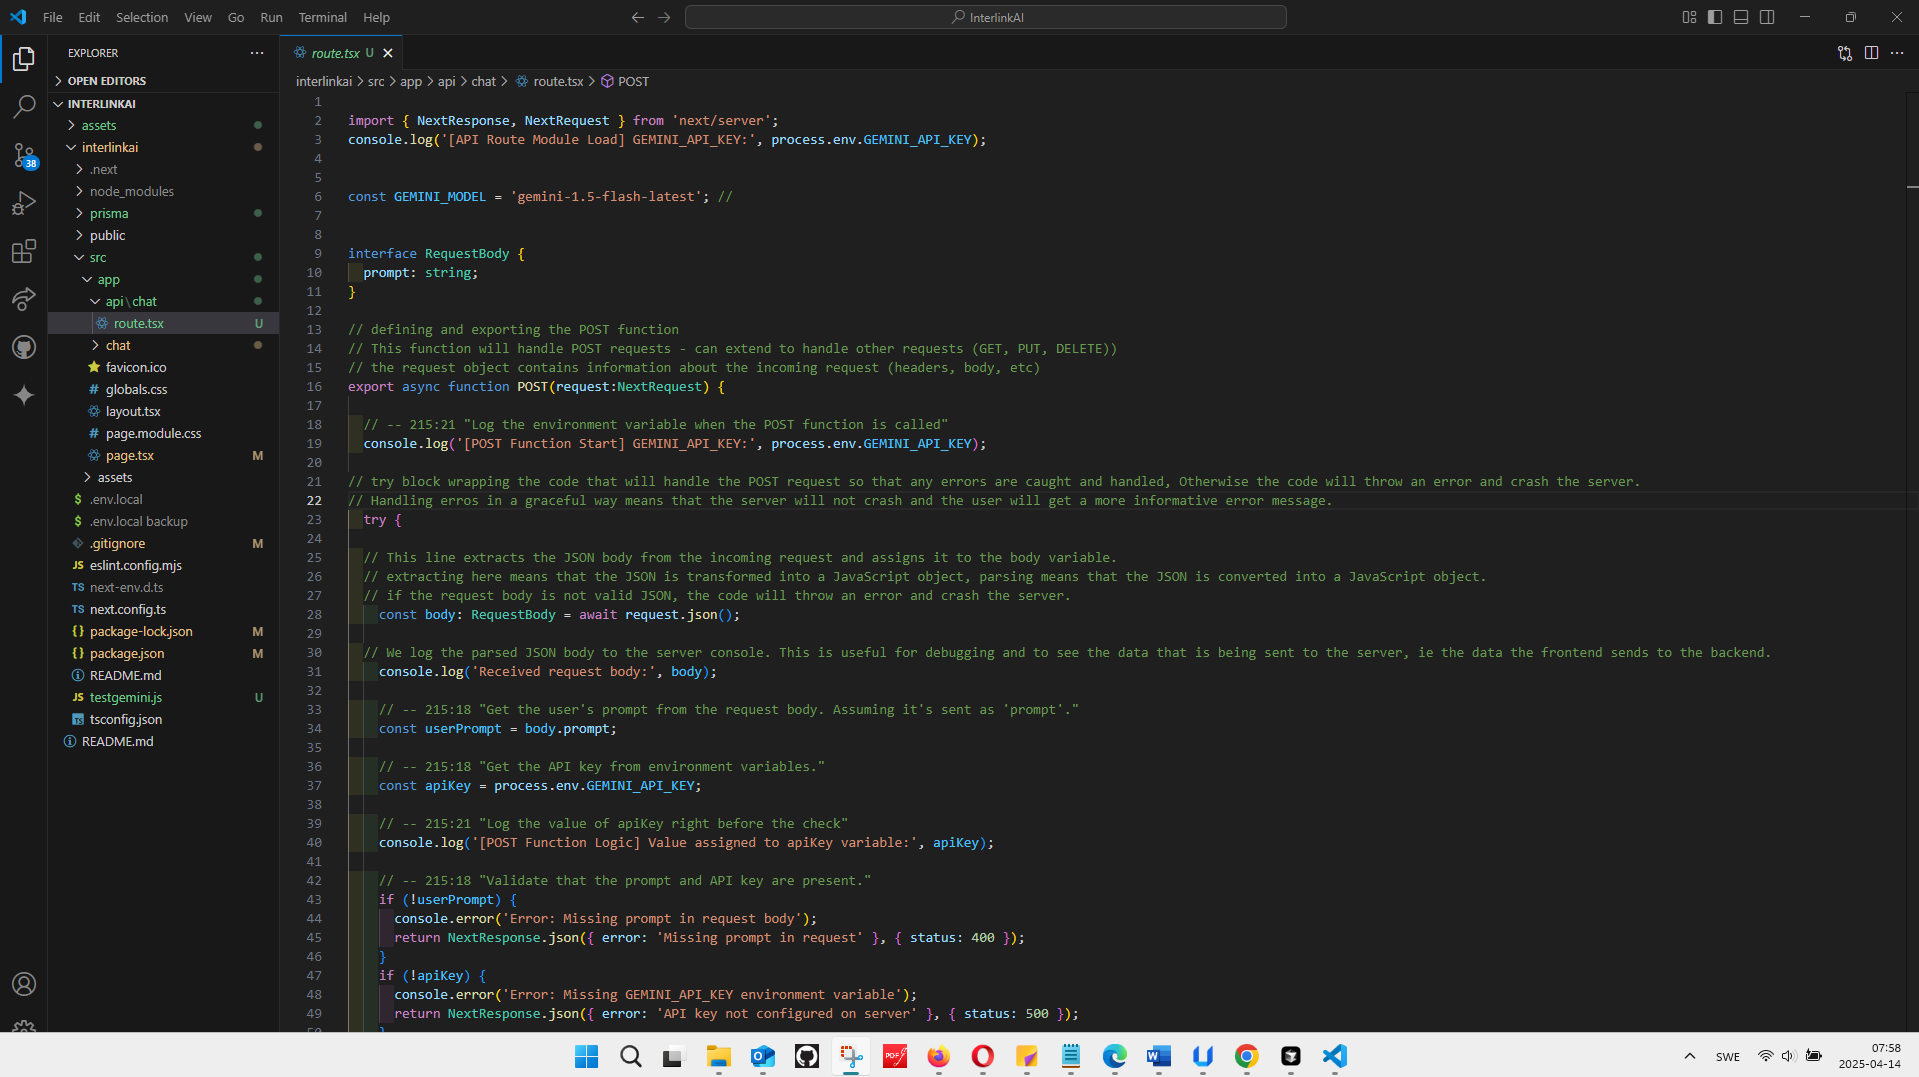 File Edit Selection View Go Run Terminal Help
InterlinkAI
EXPLORER
OPEN EDITORS
INTERLINKAI
assets
interlinkai
.next
node_modules
prisma
public
src
app
api\chat
route.tsx U
chat
favicon.ico
globals.css
layout.tsx
page.module.css
page.tsx M
assets
.env.local
.env.local backup
.gitignore M
eslint.config.mjs
next-env.d.ts
next.config.ts
package-lock.json M
package.json M
README.md
testgemini.js U
tsconfig.json
README.md
38
route.tsx U
interlinkai > src > app > api > chat > route.tsx > POST
1
2 import { NextResponse, NextRequest } from 'next/server';
3 console.log('[API Route Module Load] GEMINI_API_KEY:', process.env.GEMINI_API_KEY);
4
5
6 const GEMINI_MODEL = 'gemini-1.5-flash-latest'; //
7
8
9 interface RequestBody {
10 prompt: string;
11 }
12
13 // defining and exporting the POST function
14 // This function will handle POST requests - can extend to handle other requests (GET, PUT, DELETE))
15 // the request object contains information about the incoming request (headers, body, etc)
16 export async function POST(request:NextRequest) {
17
18 // -- 215:21 "Log the environment variable when the POST function is called"
19 console.log('[POST Function Start] GEMINI_API_KEY:', process.env.GEMINI_API_KEY);
20
21 // try block wrapping the code that will handle the POST request so that any errors are caught and handled, Otherwise the code will throw an error and crash the server.
22 // Handling erros in a graceful way means that the server will not crash and the user will get a more informative error message.
23 try {
24
25 // This line extracts the JSON body from the incoming request and assigns it to the body variable.
26 // extracting here means that the JSON is transformed into a JavaScript object, parsing means that the JSON is converted into a JavaScript object.
27 // if the request body is not valid JSON, the code will throw an error and crash the server.
28 const body: RequestBody = await request.json();
29
30 // We log the parsed JSON body to the server console. This is useful for debugging and to see the data that is being sent to the server, ie the data the frontend sends to the backend.
31 console.log('Received request body:', body);
32
33 // -- 215:18 "Get the user's prompt from the request body. Assuming it's sent as 'prompt'."
34 const userPrompt = body.prompt;
35
36 // -- 215:18 "Get the API key from environment variables."
37 const apiKey = process.env.GEMINI_API_KEY;
38
39 // -- 215:21 "Log the value of apiKey right before the check"
40 console.log('[POST Function Logic] Value assigned to apiKey variable:', apiKey);
41
42 // -- 215:18 "Validate that the prompt and API key are present."
43 if (!userPrompt) {
44 console.error('Error: Missing prompt in request body');
45 return NextResponse.json({ error: 'Missing prompt in request' }, { status: 400 });
46 }
47 if (!apiKey) {
48 console.error('Error: Missing GEMINI_API_KEY environment variable');
49 return NextResponse.json({ error: 'API key not configured on server' }, { status: 500 });
50 }
SWE
07:58
2025-04-14